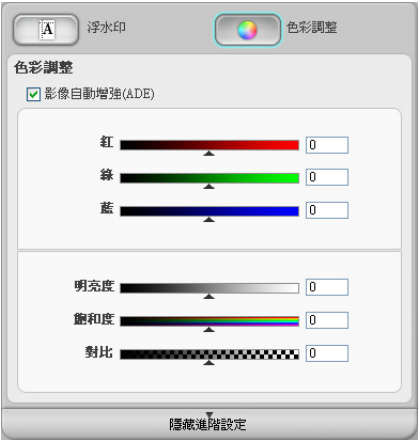 A 浮水印 色彩調整
色彩調整
影像自動增強(ADE)
紅 0
綠 0
藍 0
明亮度 0
飽和度 0
對比 0
隱藏進階設定